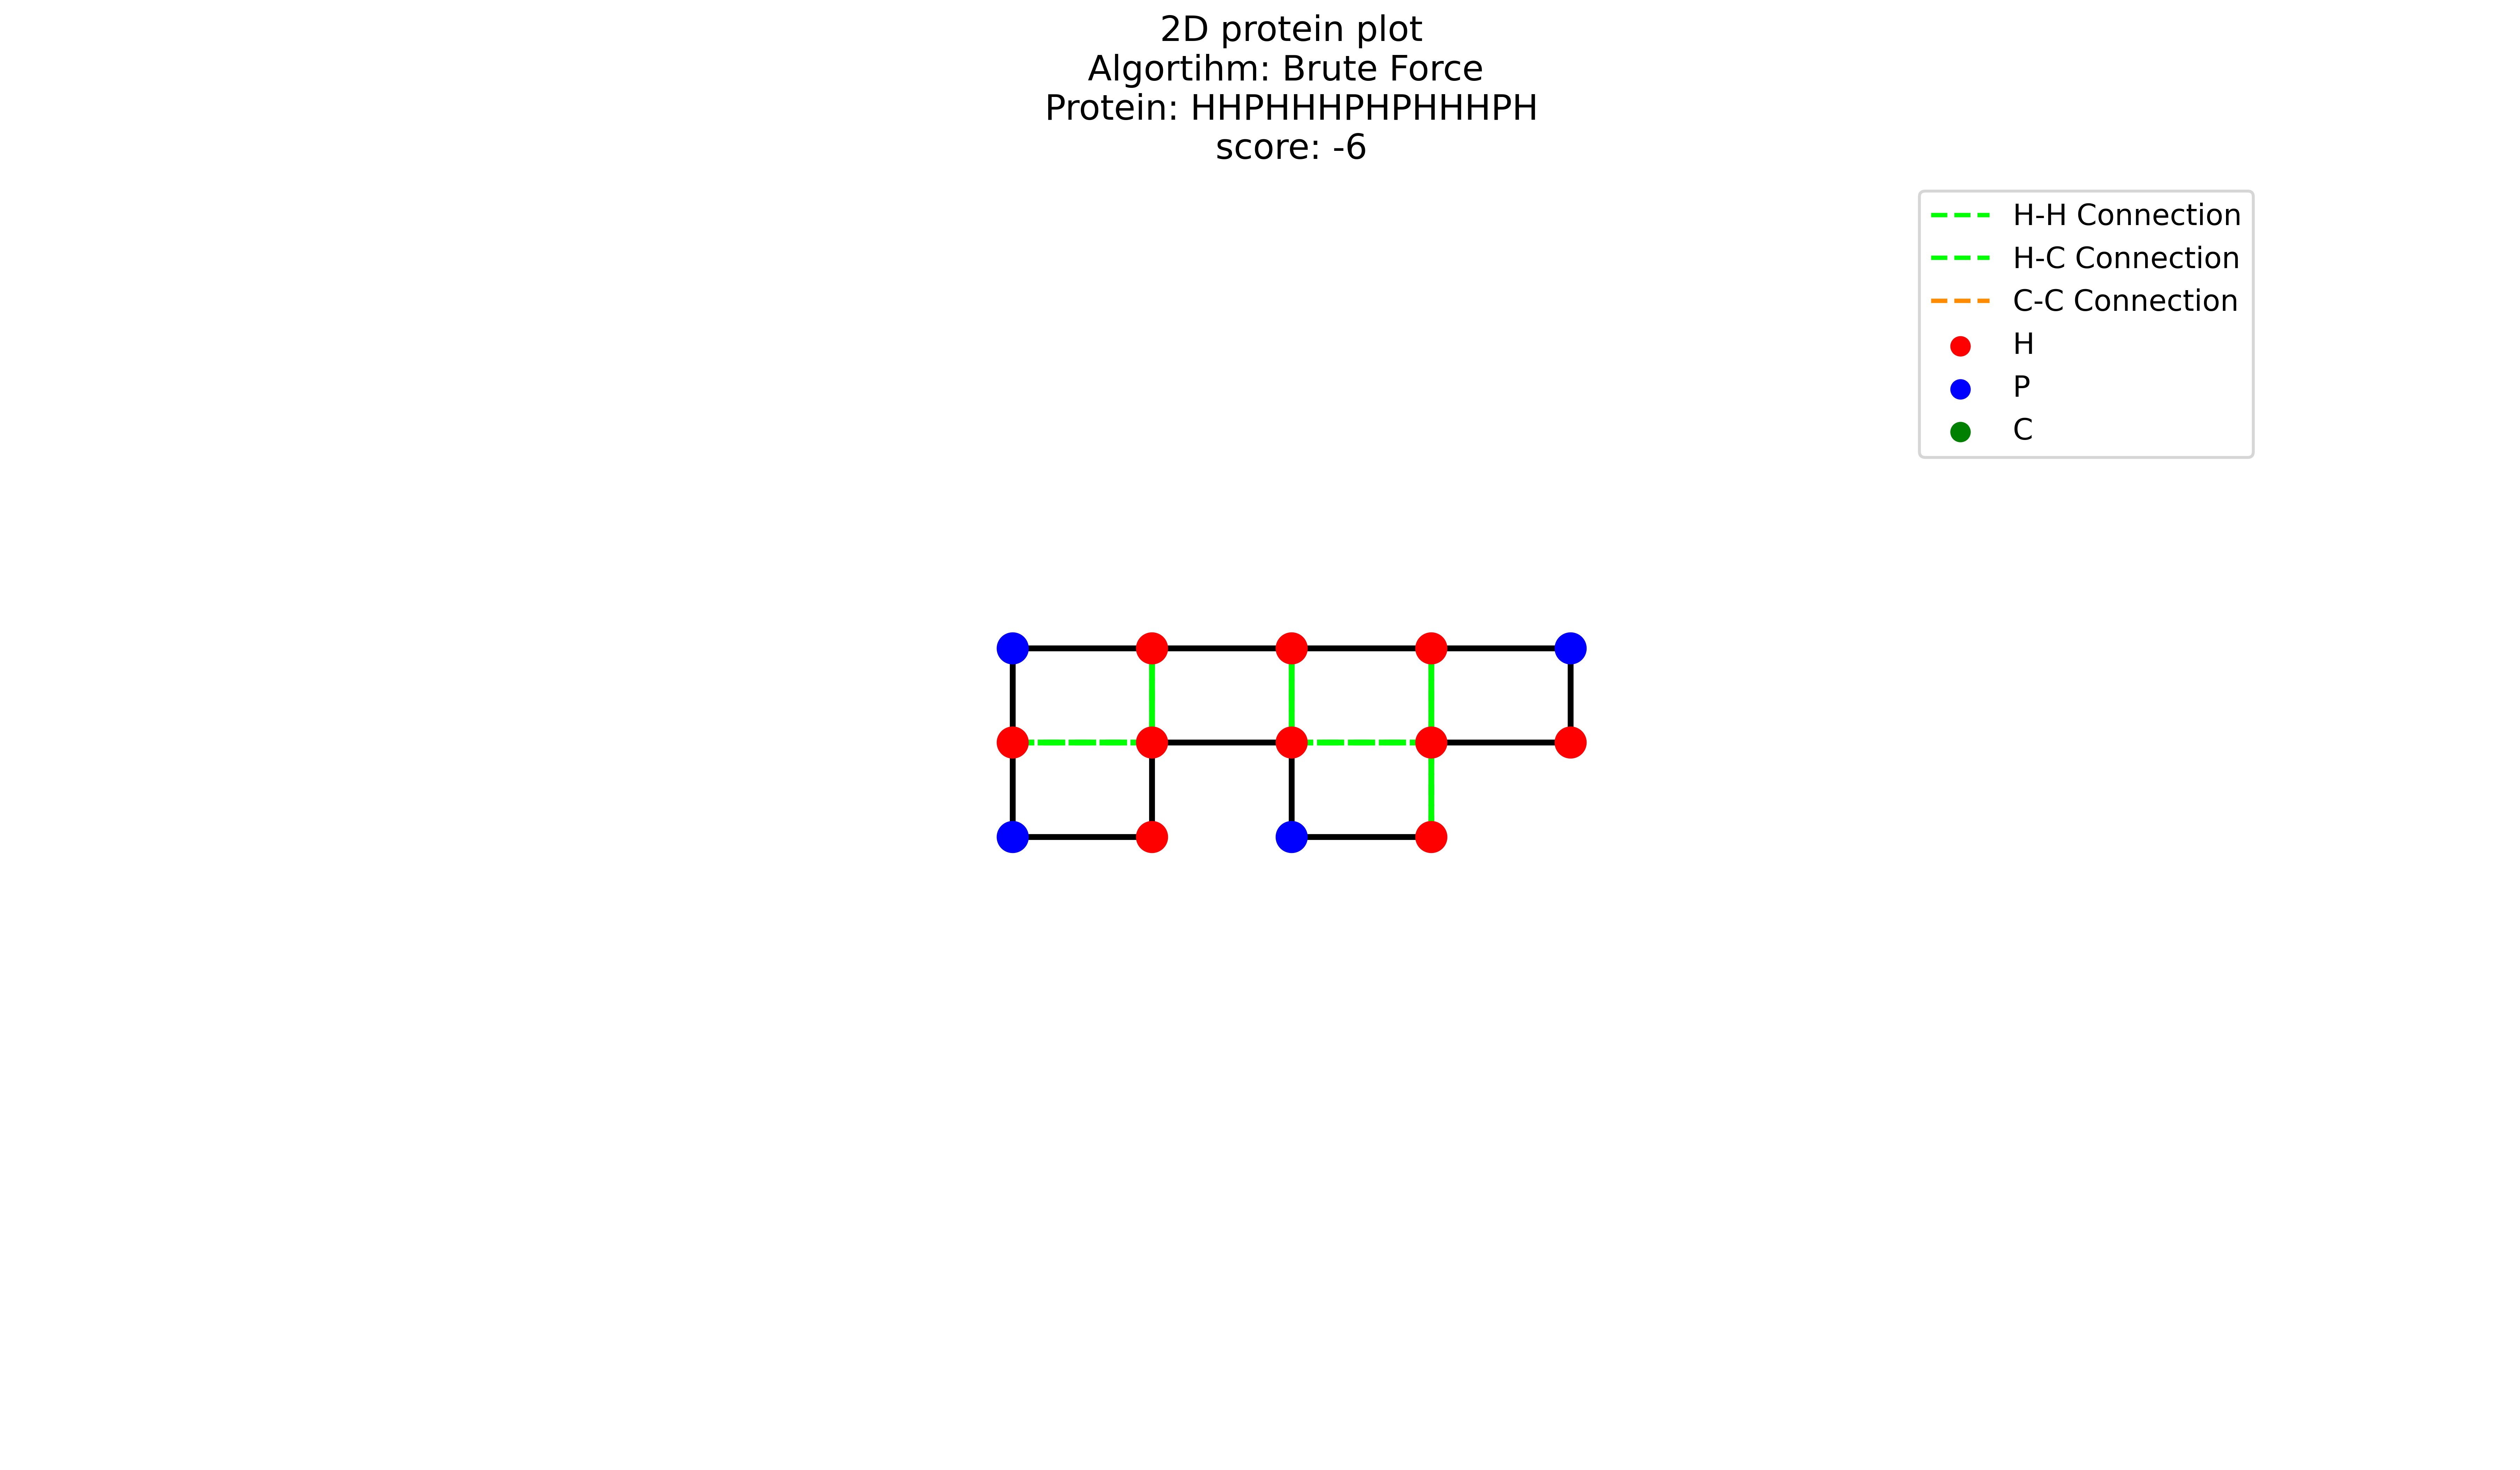 2D protein plot
Algortihm: Brute Force
Protein: HHPHHHPHPHHHPH
score: -6
H-H Connection
H-C Connection
C-C Connection
H
P
C